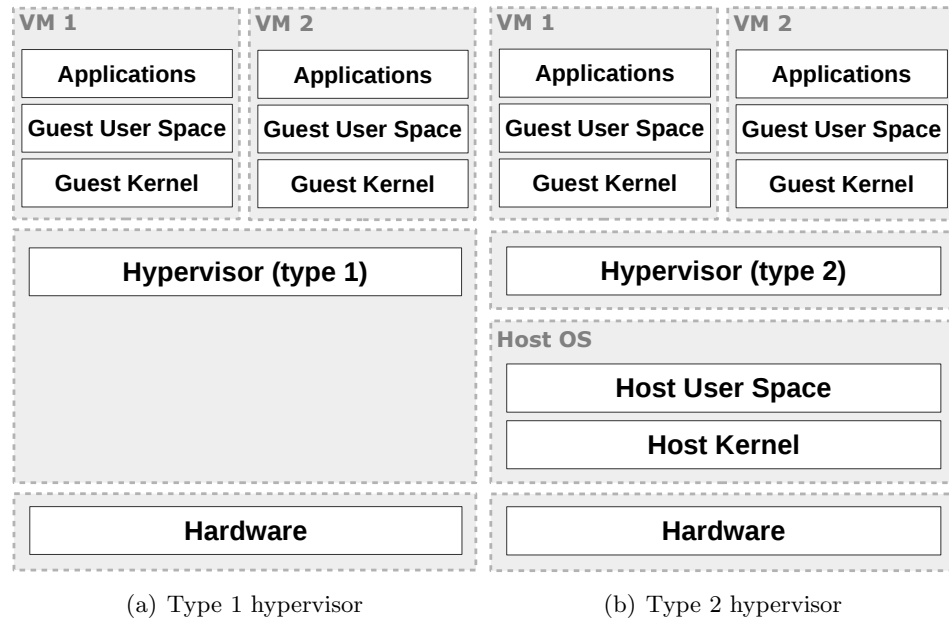 VM 1
Applications
Guest User Space
Guest Kernel
VM 2
Applications
Guest User Space
Guest Kernel
Hypervisor (type 1)
Hardware
(a) Type 1 hypervisor
VM 1
Applications
Guest User Space
Guest Kernel
VM 2
Applications
Guest User Space
Guest Kernel
Hypervisor (type 2)
Host OS
Host User Space
Host Kernel
Hardware
(b) Type 2 hypervisor